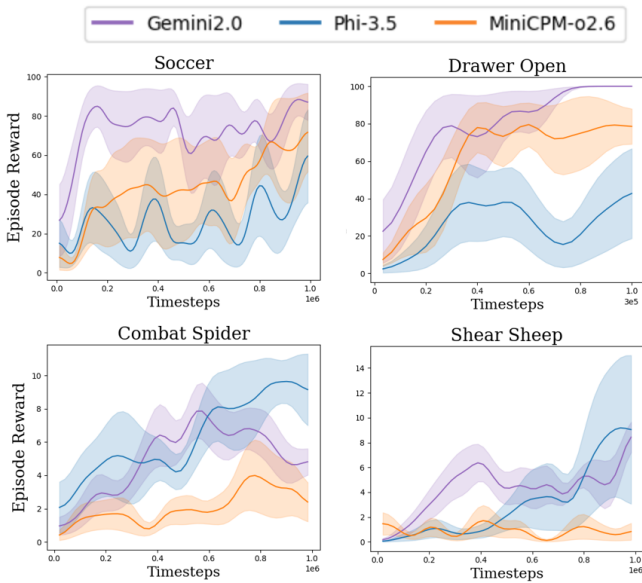 Gemini2.0 Phi-3.5 MiniCPM-o2.6
Soccer
Episode Reward
100
80
60
40
20
0
0.0 0.2 0.4 0.6 0.8 1.0
1e6
Timesteps
Drawer Open
100
80
60
40
20
0
0.0 0.2 0.4 0.6 0.8 1.0
3e5
Timesteps
Combat Spider
Episode Reward
10
8
6
4
2
0
0.0 0.2 0.4 0.6 0.8 1.0
1e6
Timesteps
Shear Sheep
14
12
10
8
6
4
2
0
0.0 0.2 0.4 0.6 0.8 1.0
1e6
Timesteps